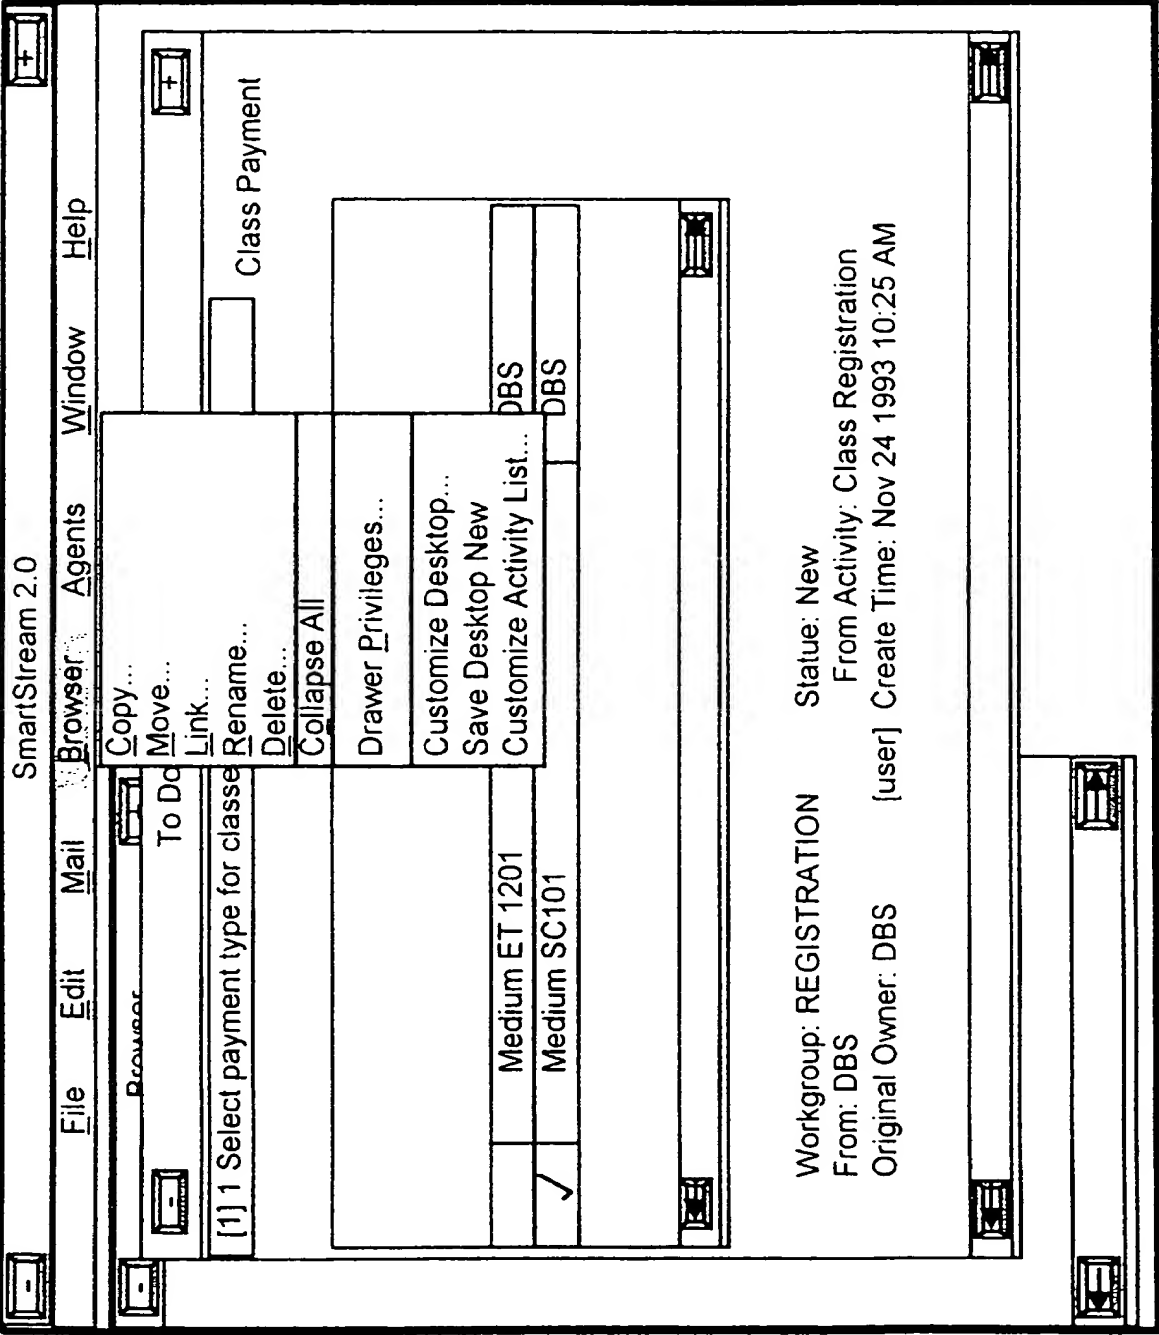 SmartStream 2.0
File Edit Mail Browser Agents Window Help
Browser
Copy...
Move...
Link...
Rename...
Delete...
Collapse All
Drawer Privileges...
Customize Desktop...
Save Desktop New
Customize Activity List...
To Do
[1] 1 Select payment type for classe
Class Payment
Medium ET 1201 DBS
Medium SC101 DBS
Workgroup: REGISTRATION Statue: New
From: DBS From Activity: Class Registration
Original Owner: DBS [user] Create Time: Nov 24 1993 10:25 AM